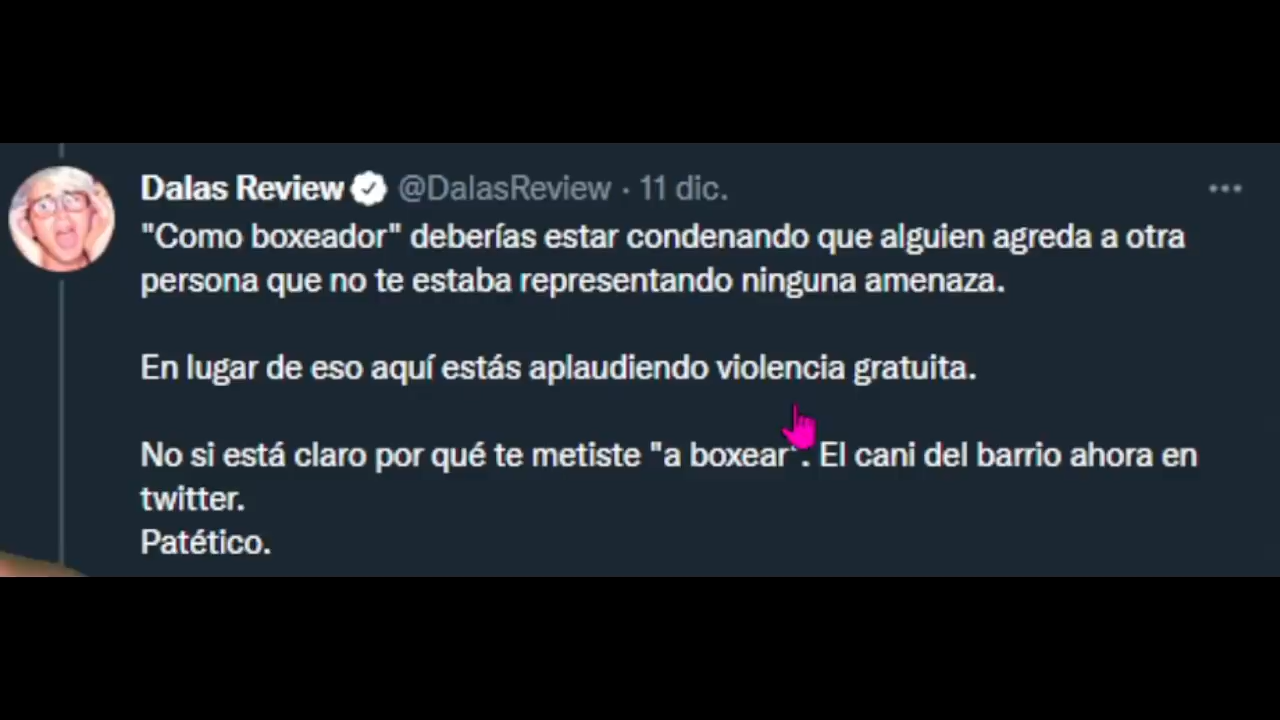 Dalas Review @DalasReview · 11 dic.
"Como boxeador" deberías estar condenando que alguien agreda a otra
persona que no te estaba representando ninguna amenaza.
En lugar de eso aquí estás aplaudiendo violencia gratuita.
No si está claro por qué te metiste "a boxear". El cani del barrio ahora en
twitter.
Patético.